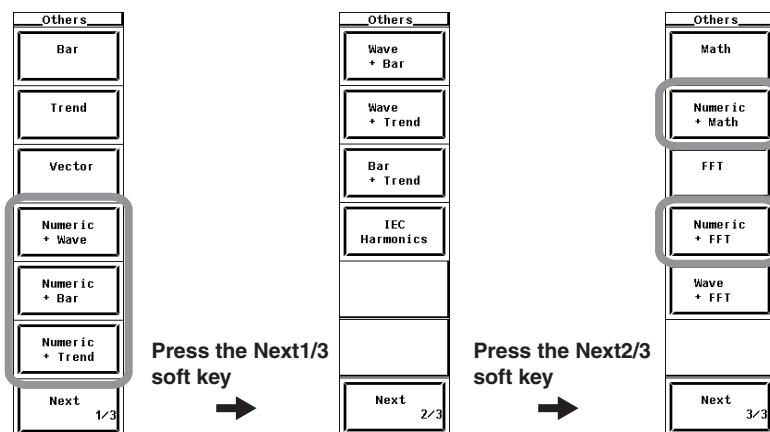 Others
Bar
Trend
Vector
Numeric
+ Wave
Numeric
+ Bar
Numeric
+ Trend
Next
1/3
Press the Next1/3
soft key
Others
Wave
+ Bar
Wave
+ Trend
Bar
+ Trend
IEC
Harmonics
Next
2/3
Press the Next2/3
soft key
Others
Math
Numeric
+ Math
FFT
Numeric
+ FFT
Wave
+ FFT
Next
3/3